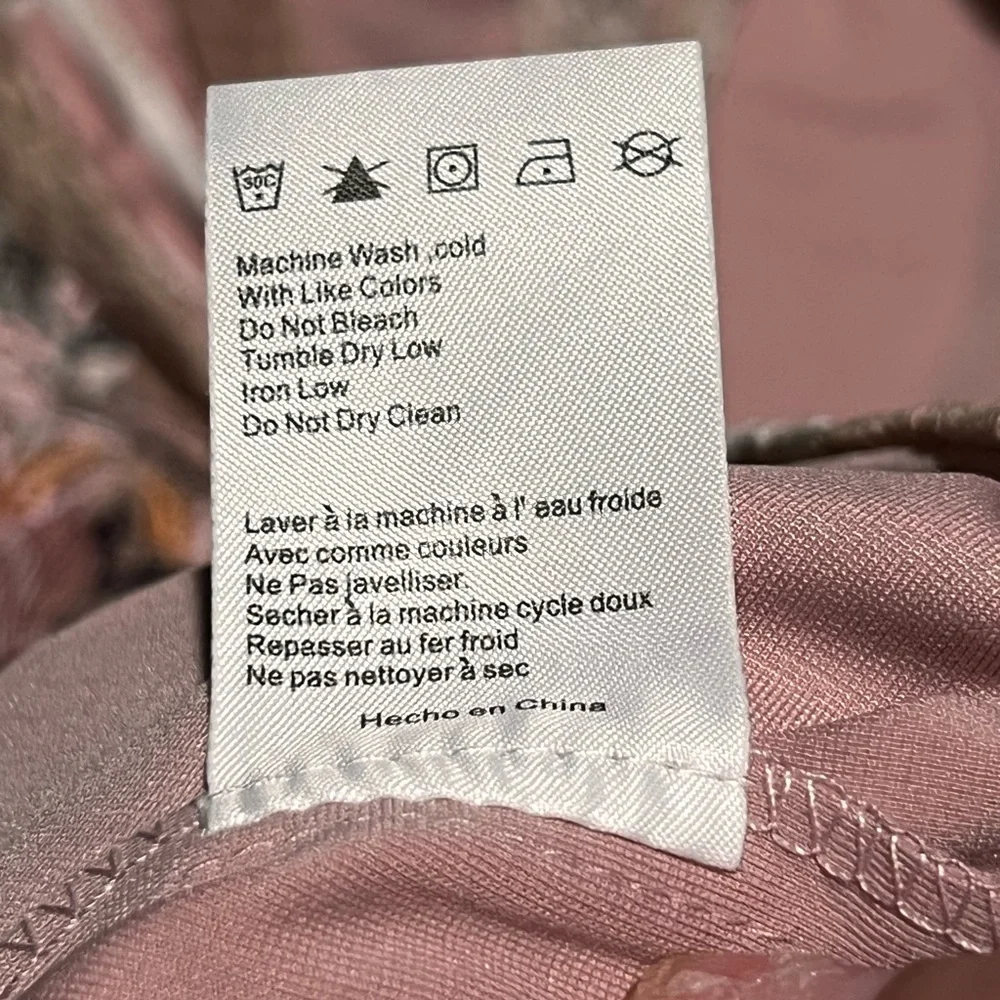 30C
Machine Wash ,cold
With Like Colors
Do Not Bleach
Tumble Dry Low
Iron Low
Do Not Dry Clean
Laver à la machine à l' eau froide
Avec comme couleurs
Ne Pas javelliser.
Secher à la machine cycle doux
Repasser au fer froid
Ne pas nettoyer à sec
Hecho en China